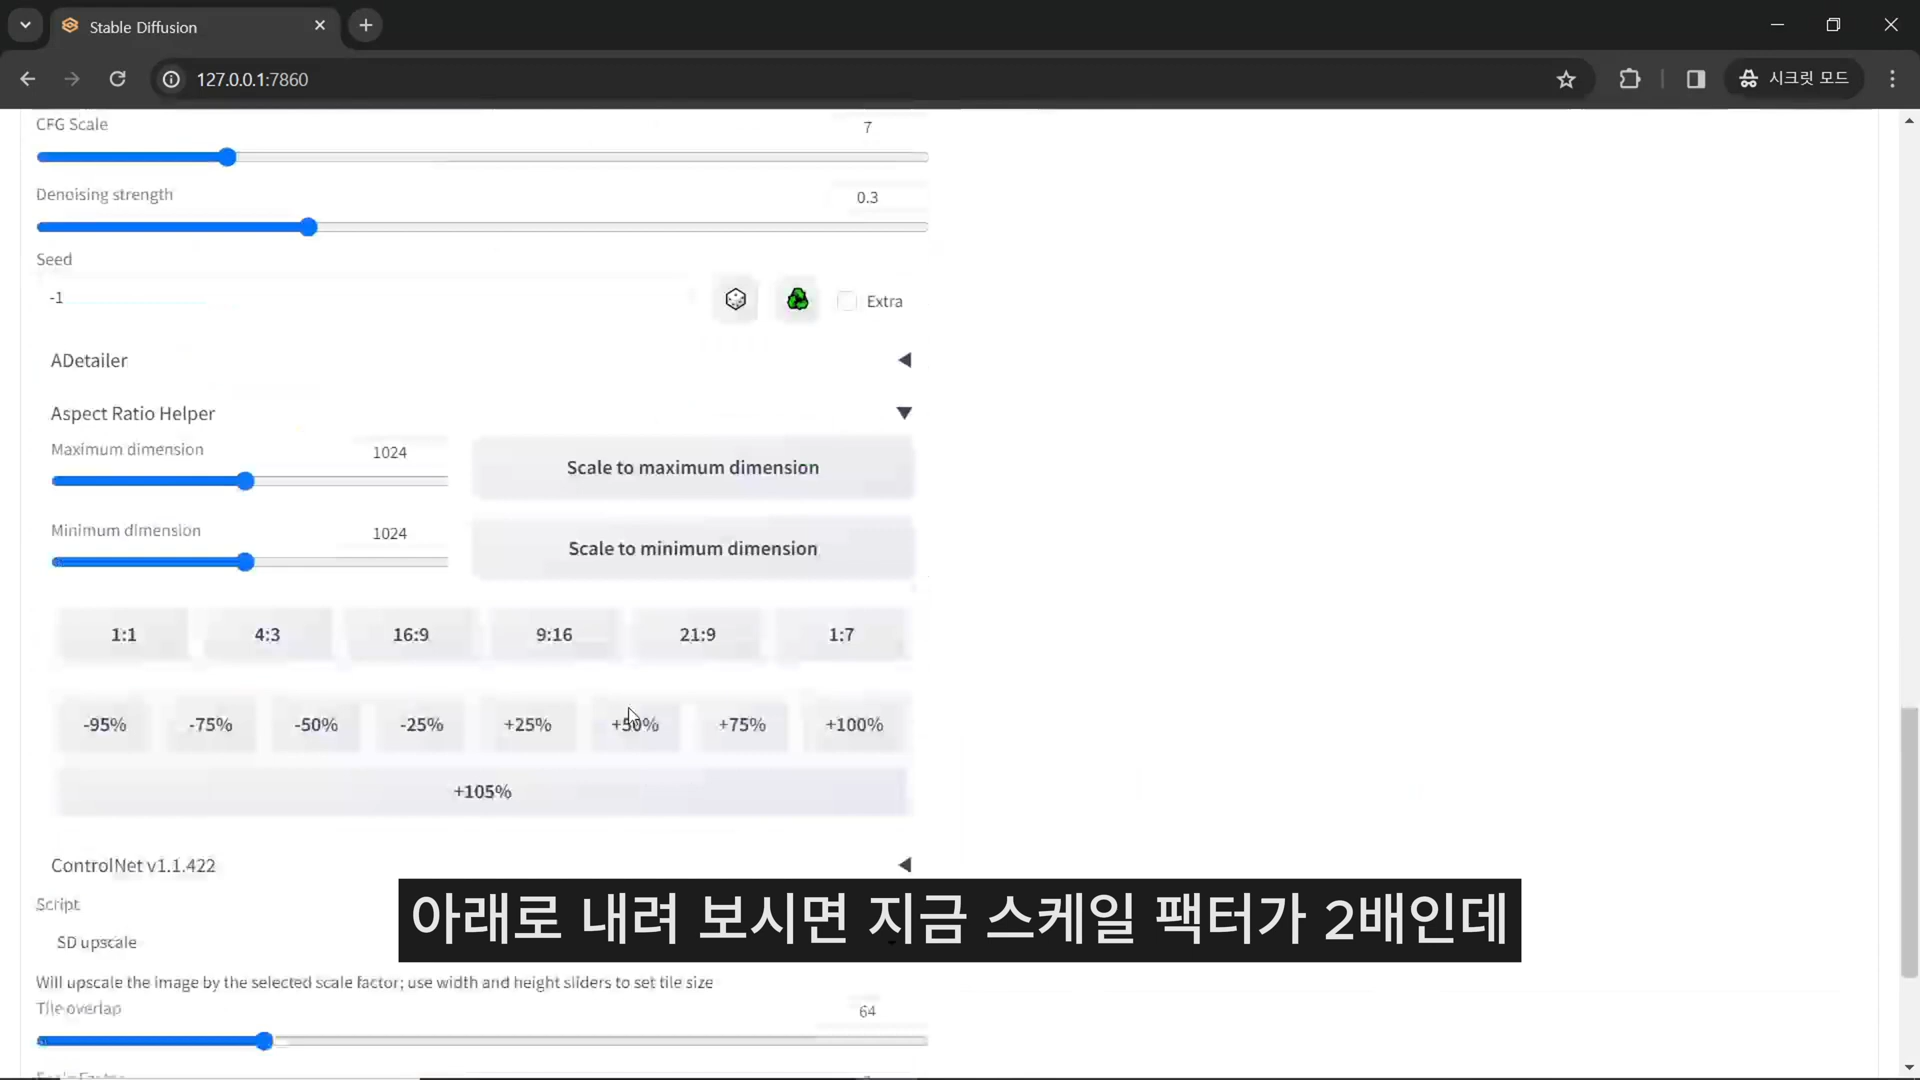 Stable Diffusion
127.0.0.1:7860
시크릿 모드
CFG Scale
7
Denoising strength
0.3
Seed
-1
Extra
ADetailer
Aspect Ratio Helper
Maximum dimension
1024
Scale to maximum dimension
Minimum dimension
1024
Scale to minimum dimension
1:1 4:3 16:9 9:16 21:9 1:7
-95% -75% -50% -25% +25% +50% +75% +100%
+105%
ControlNet v1.1.422
Script
SD upscale
아래로 내려 보시면 지금 스케일 팩터가 2배인데
Will upscale the image by the selected scale factor; use width and height sliders to set tile size
Tile overlap
64